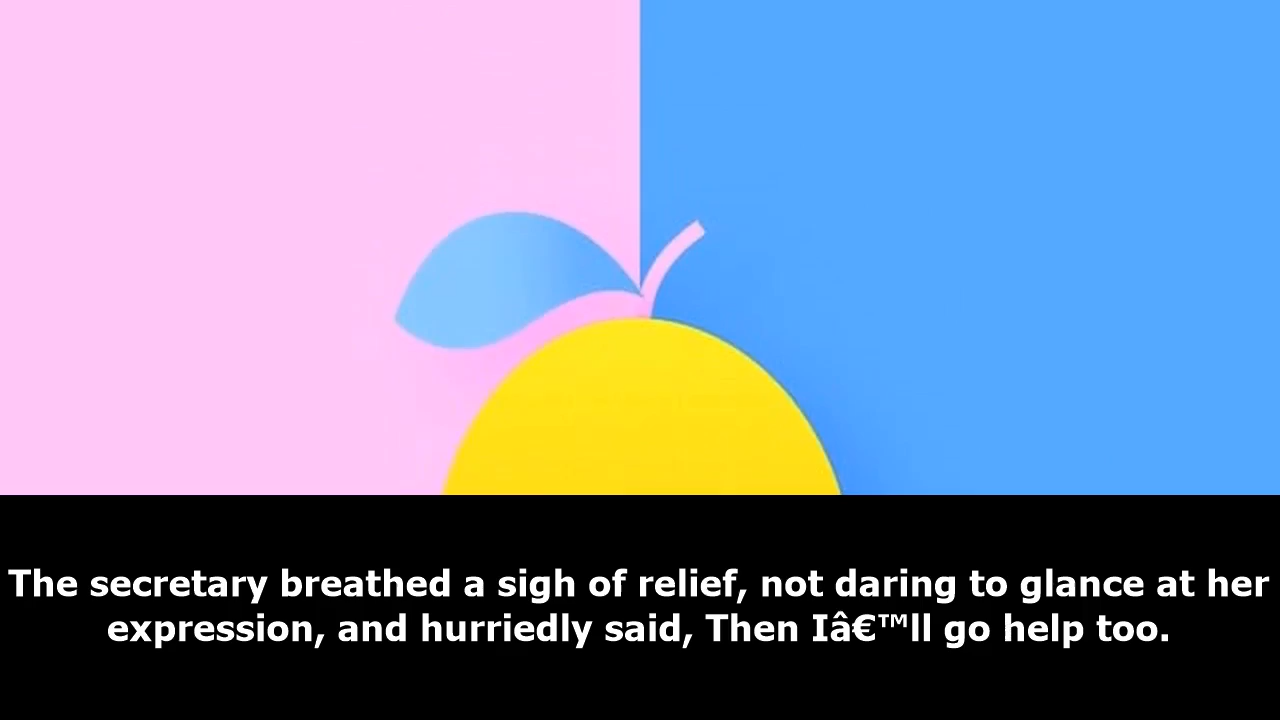 The secretary breathed a sigh of relief, not daring to glance at her
expression, and hurriedly said, Then Iâ€™ll go help too.